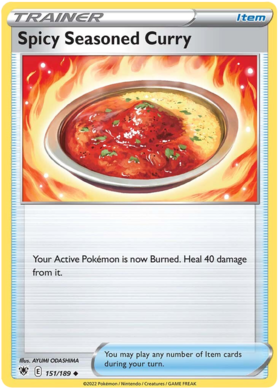 TRAINER Item
Spicy Seasoned Curry
Your Active Pokémon is now Burned. Heal 40 damage
from it.
Illus. AYUMI ODASHIMA
E 151/189
You may play any number of Item cards
during your turn.
©2022 Pokémon / Nintendo / Creatures / GAME FREAK